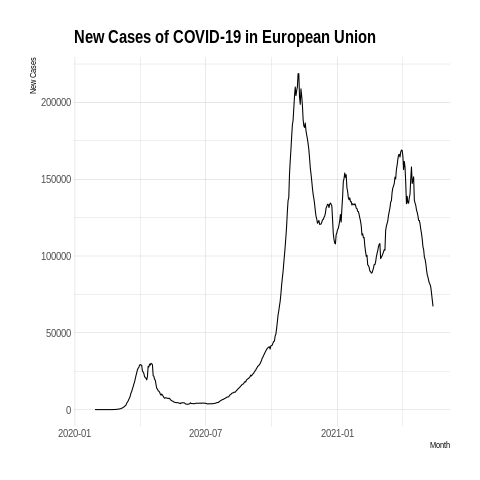 New Cases of COVID-19 in European Union
New Cases
200000
150000
100000
50000
0
2020-01 2020-07 2021-01
Month